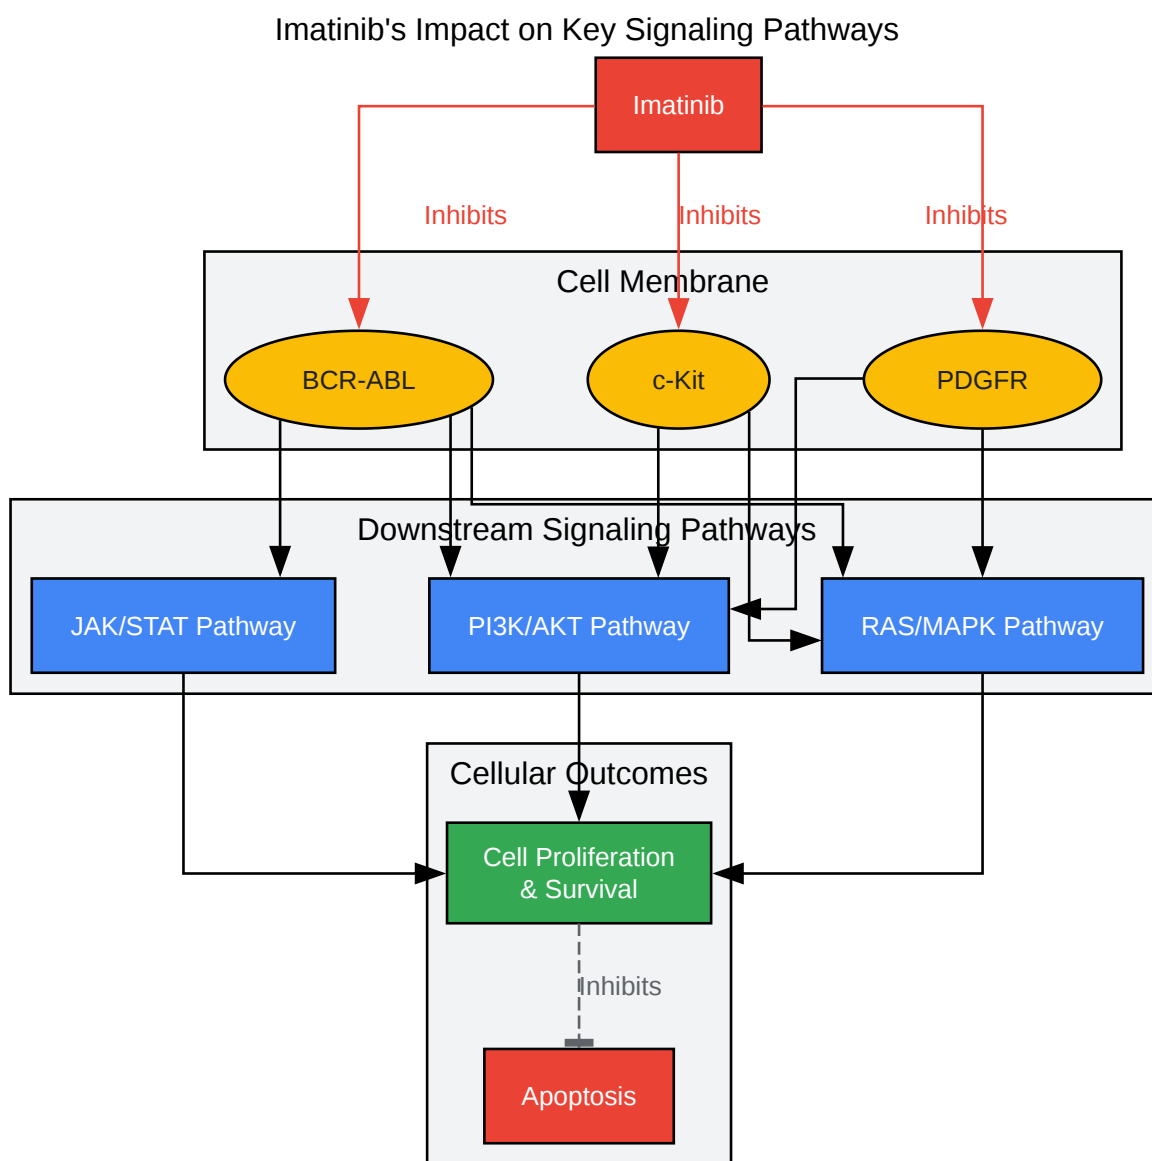 Imatinib's Impact on Key Signaling Pathways
Imatinib
Inhibits
Inhibits
Inhibits
Cell Membrane
BCR-ABL
c-Kit
PDGFR
Downstream Signaling Pathways
JAK/STAT Pathway
PI3K/AKT Pathway
RAS/MAPK Pathway
Cellular Outcomes
Cell Proliferation
& Survival
Inhibits
Apoptosis